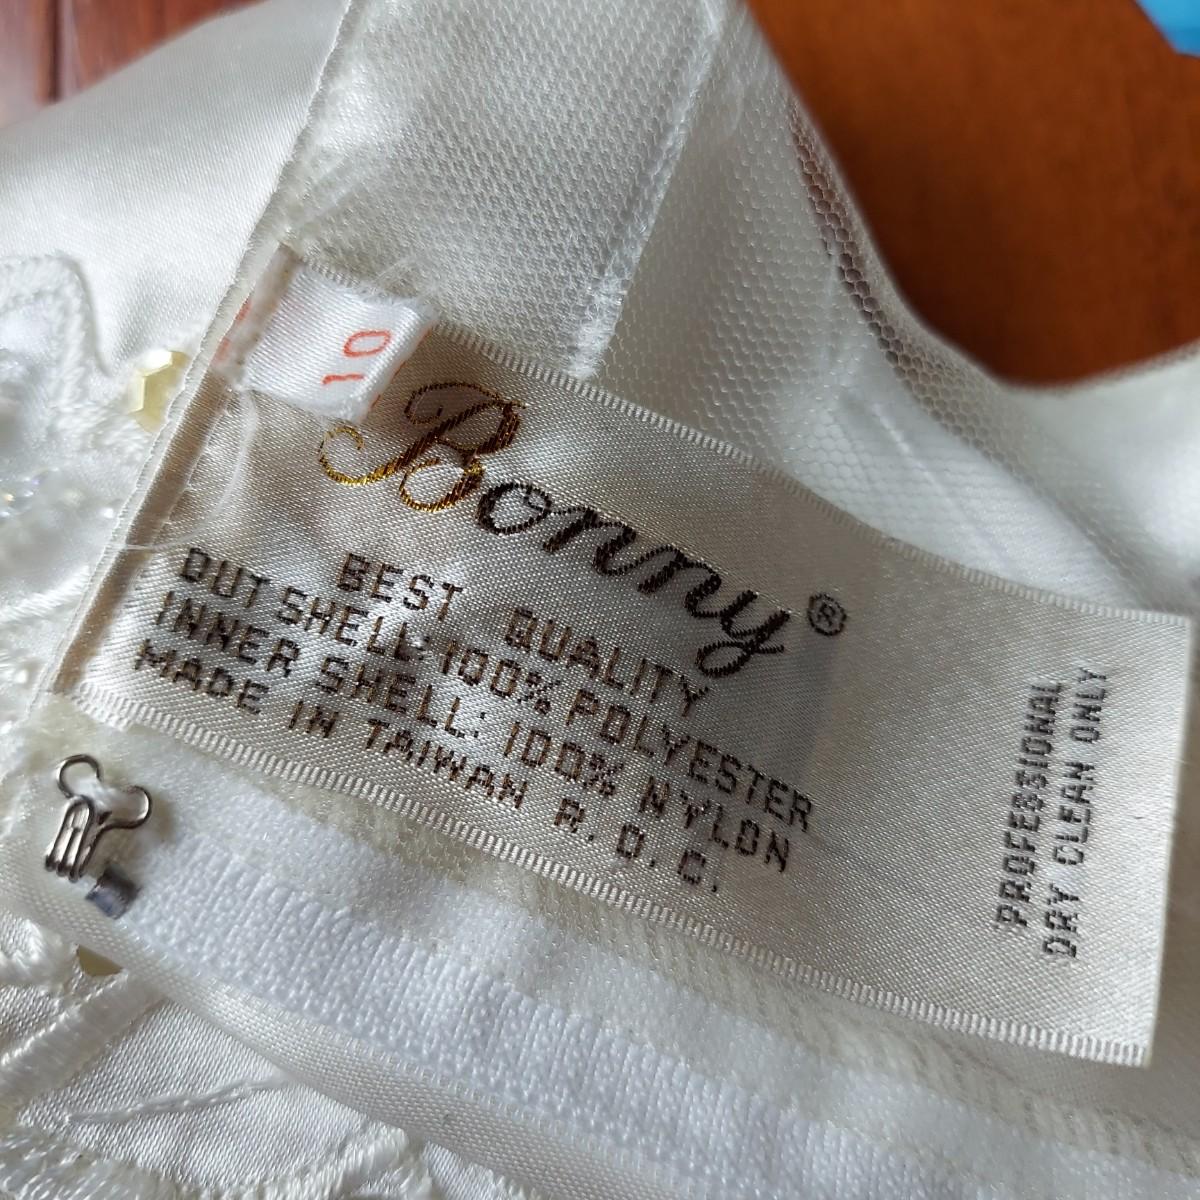 10
Bonny®
BEST QUALITY
OUT SHELL: 100% POLYESTER
INNER SHELL: 100% NYLON
MADE IN TAIWAN R.O.C.
PROFESSIONAL
DRY CLEAN ONLY